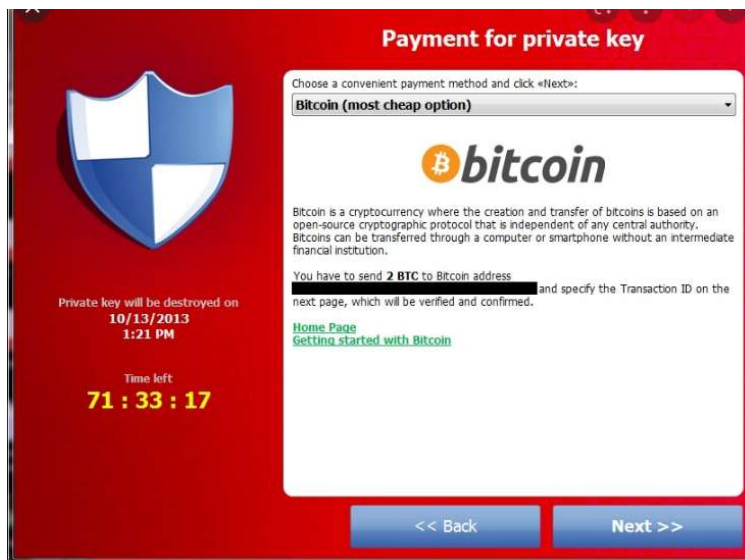 Payment for private key
Choose a convenient payment method and click «Next»:
Bitcoin (most cheap option)
bitcoin
Bitcoin is a cryptocurrency where the creation and transfer of bitcoins is based on an
open-source cryptographic protocol that is independent of any central authority.
Bitcoins can be transferred through a computer or smartphone without an intermediate
financial institution.
You have to send 2 BTC to Bitcoin address
and specify the Transaction ID on the
next page, which will be verified and confirmed.
Home Page
Getting started with Bitcoin
Private key will be destroyed on
10/13/2013
1:21 PM
Time left
71 : 33 : 17
<< Back
Next >>